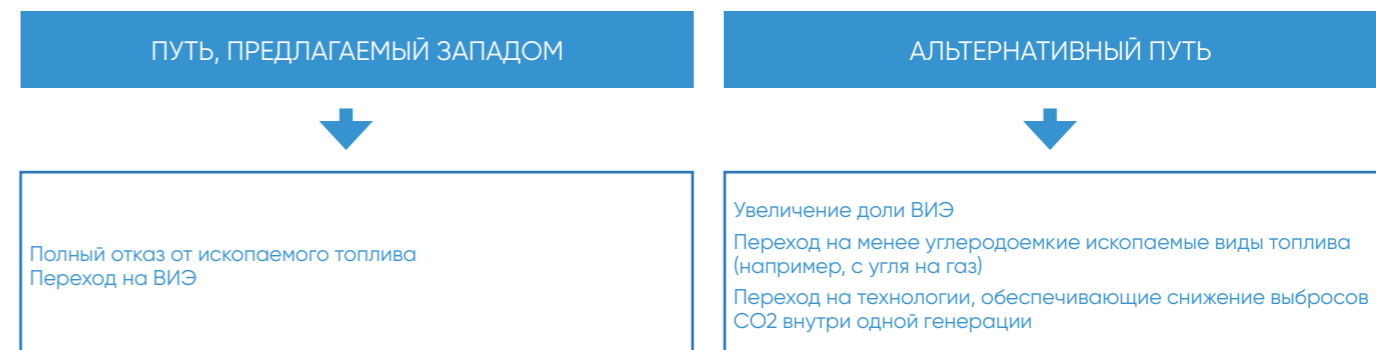 ПУТЬ, ПРЕДЛАГАЕМЫЙ ЗАПАДОМ
Полный отказ от ископаемого топлива
Переход на ВИЭ
АЛЬТЕРНАТИВНЫЙ ПУТЬ
Увеличение доли ВИЭ
Переход на менее углеродоемкие ископаемые виды топлива
(например, с угля на газ)
Переход на технологии, обеспечивающие снижение выбросов
СО2 внутри одной генерации